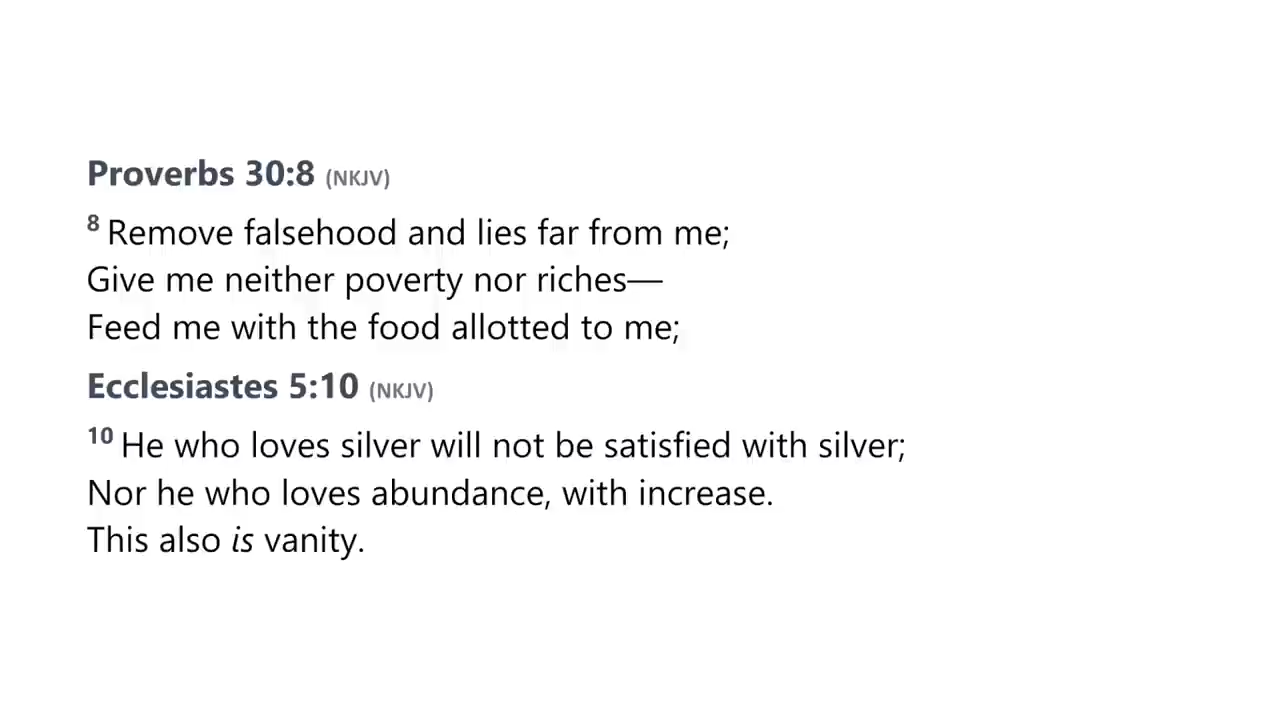 Proverbs 30:8 (NKJV)
8 Remove falsehood and lies far from me;
Give me neither poverty nor riches—
Feed me with the food allotted to me;
Ecclesiastes 5:10 (NKJV)
10 He who loves silver will not be satisfied with silver;
Nor he who loves abundance, with increase.
This also is vanity.